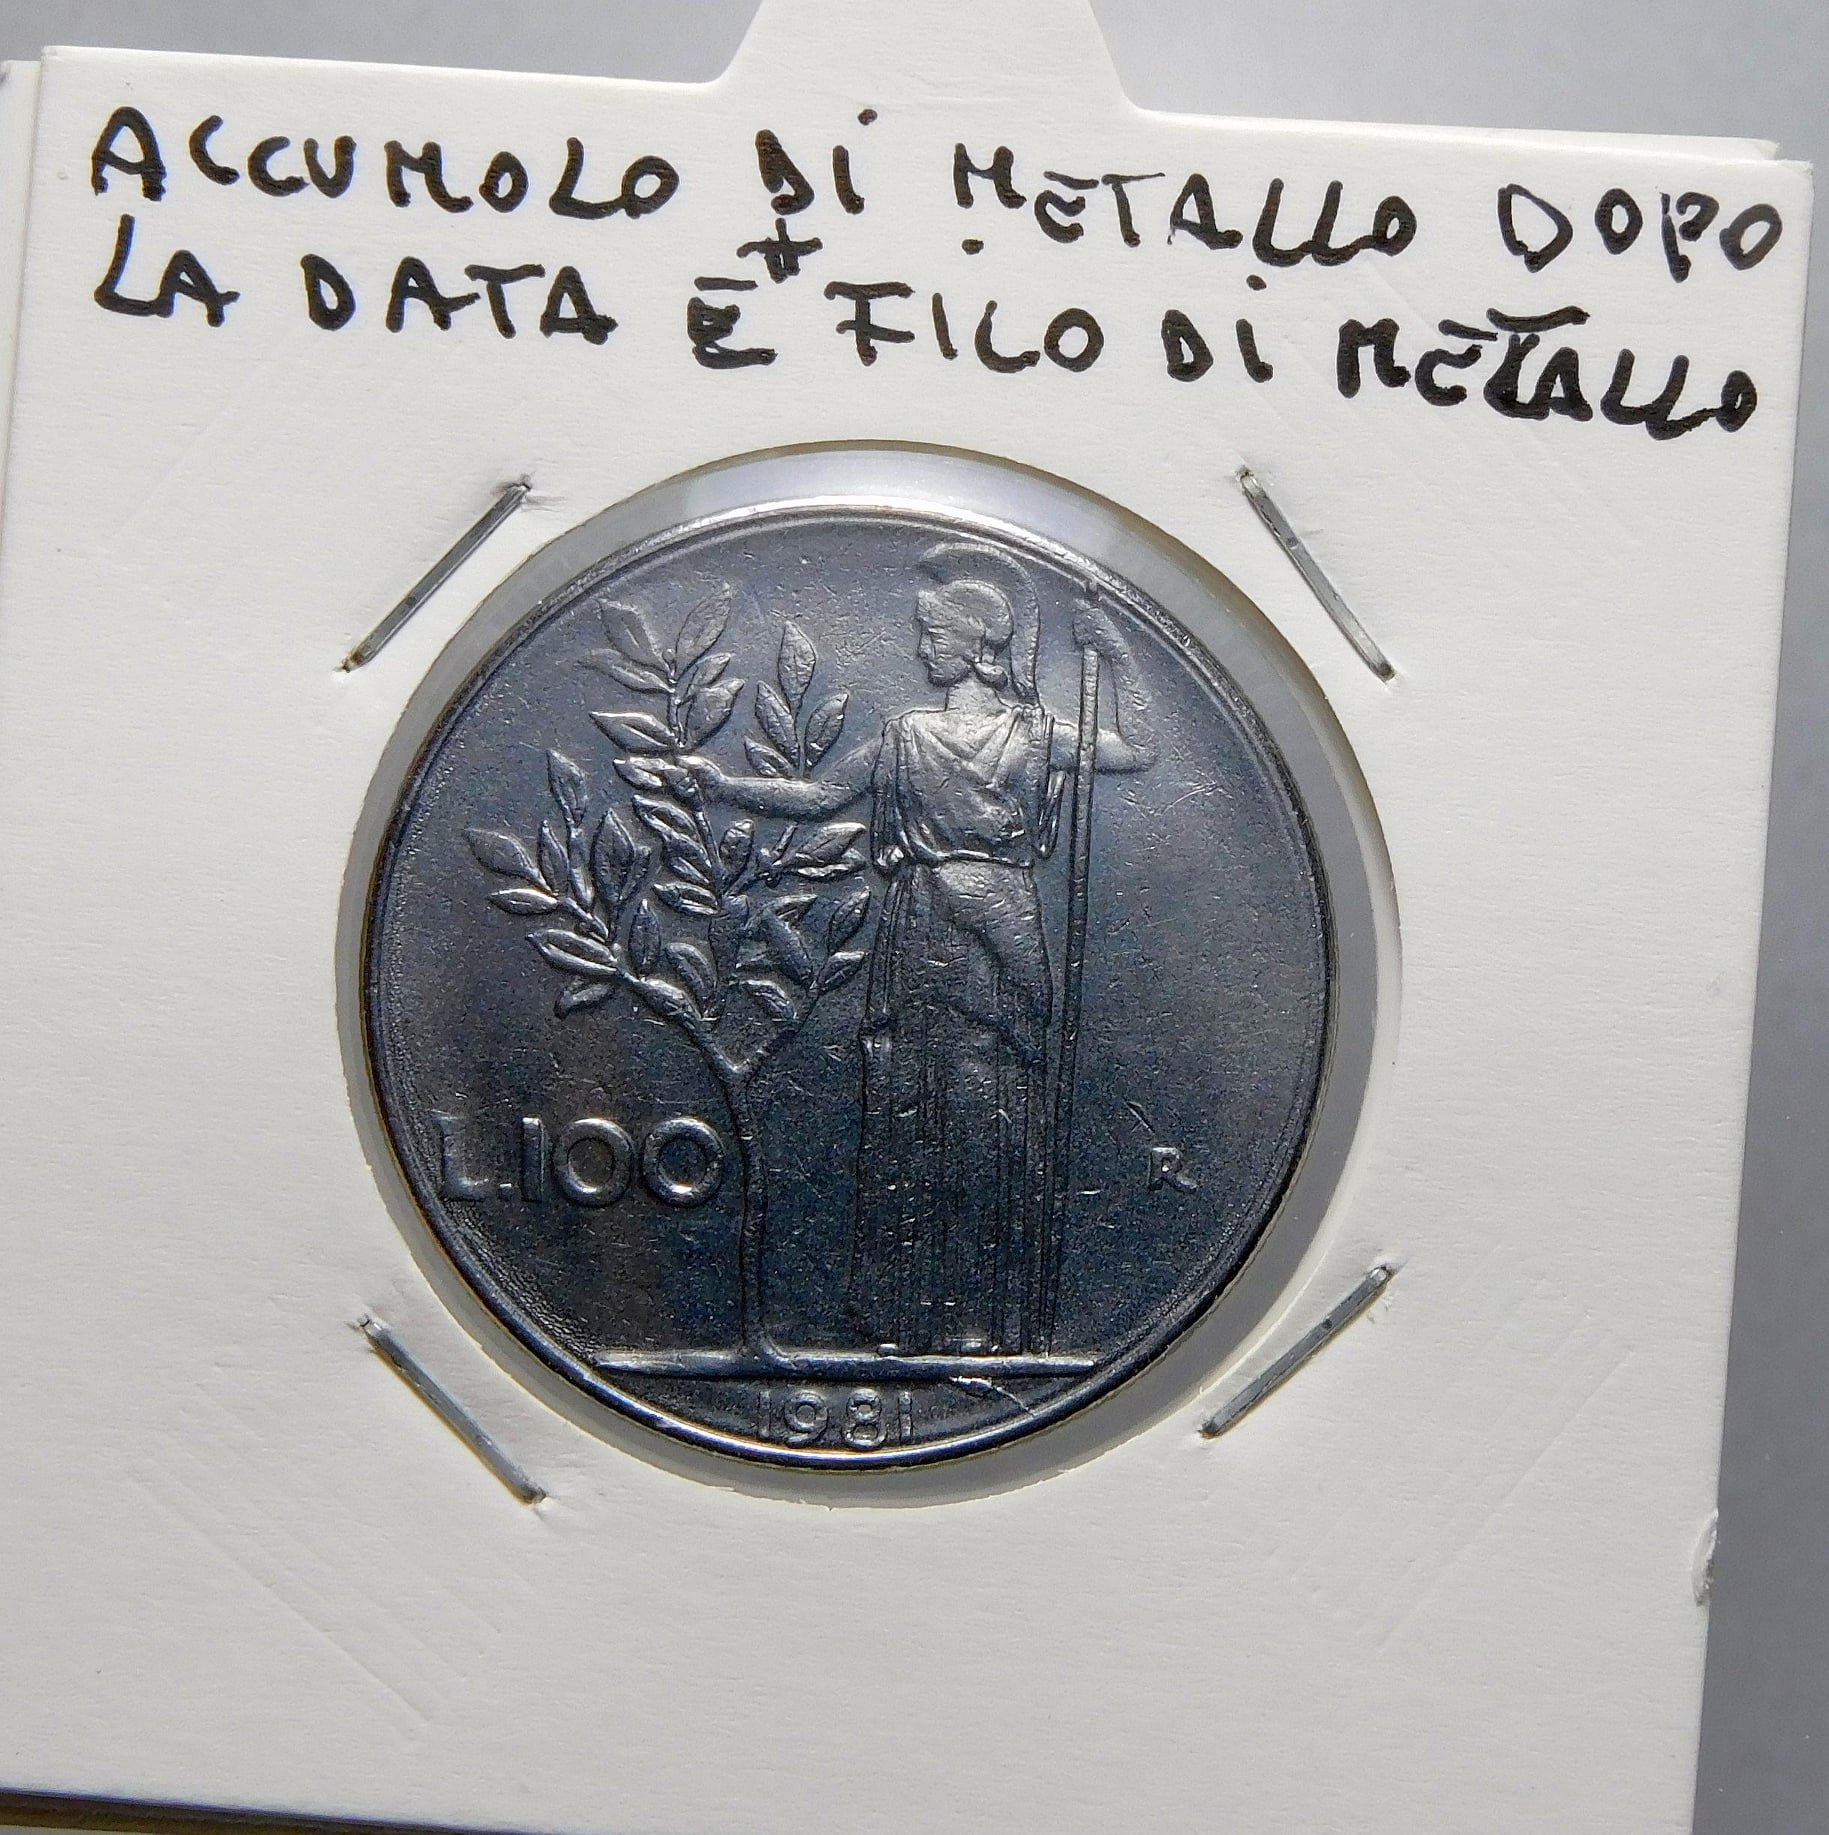 ACCUMOLO DI METALLO DOPO
LA DATA E FILO DI METALLO
L.100
R
1981